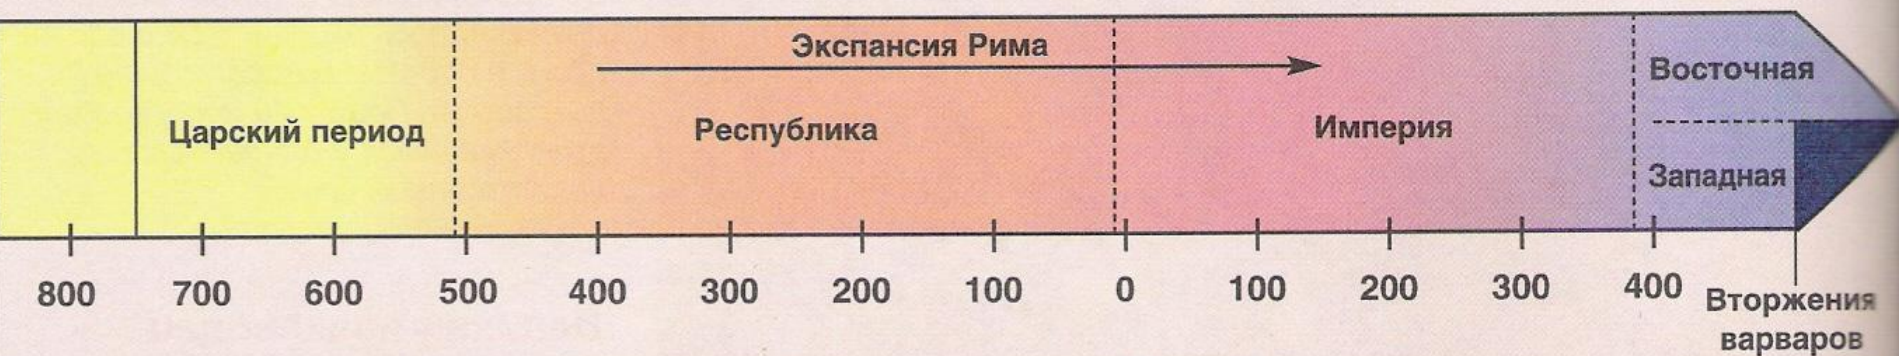 Экспансия Рима
Восточная
Царский период
Республика
Империя
Западная
800 700 600 500 400 300 200 100 0 100 200 300 400
Вторжения
варваров